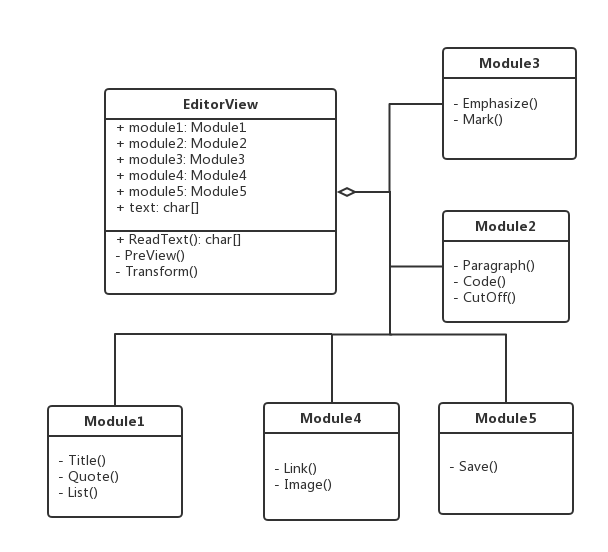 EditorView
+ module1: Module1
+ module2: Module2
+ module3: Module3
+ module4: Module4
+ module5: Module5
+ text: char[]
+ ReadText(): char[]
- PreView()
- Transform()
Module3
- Emphasize()
- Mark()
Module2
- Paragraph()
- Code()
- CutOff()
Module1
- Title()
- Quote()
- List()
Module4
- Link()
- Image()
Module5
- Save()